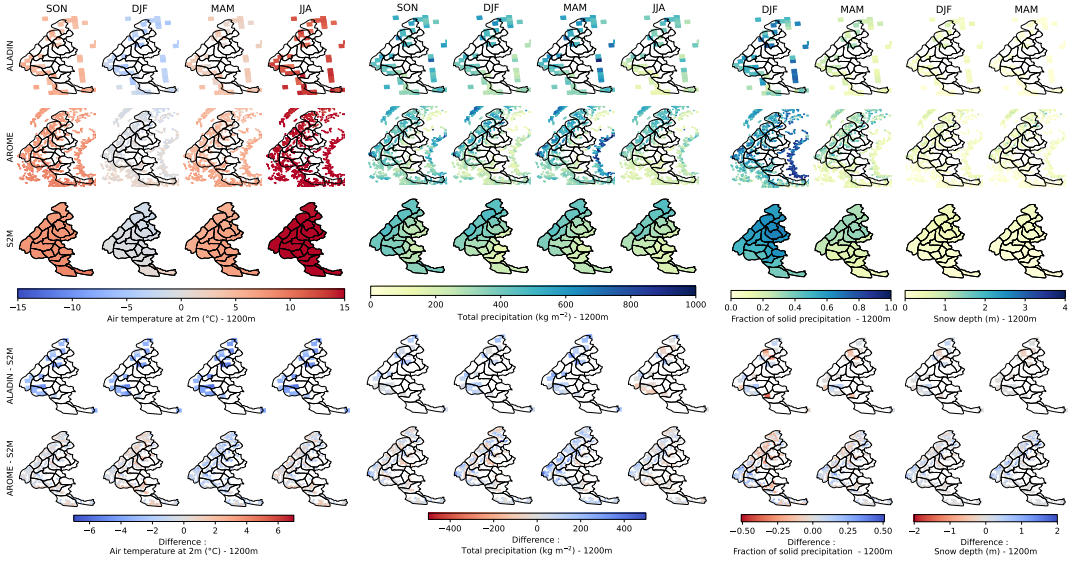 SON DJF MAM JJA SON DJF MAM JJA DJF MAM DJF MAM
ALADIN
AROME
S2M
−15 −10 −5 0 5 10 15
Air temperature at 2m (°C) - 1200m
0 200 400 600 800 1000
Total precipitation (kg m⁻²) - 1200m
0.0 0.2 0.4 0.6 0.8 1.0
Fraction of solid precipitation - 1200m
0 1 2 3 4
Snow depth (m) - 1200m
ALADIN - S2M
AROME - S2M
−6 −4 −2 0 2 4 6
Difference :
Air temperature at 2m (°C) - 1200m
−400 −200 0 200 400
Difference :
Total precipitation (kg m⁻²) - 1200m
−0.50 −0.25 0.00 0.25 0.50
Difference :
Fraction of solid precipitation - 1200m
−2 −1 0 1 2
Difference :
Snow depth (m) - 1200m